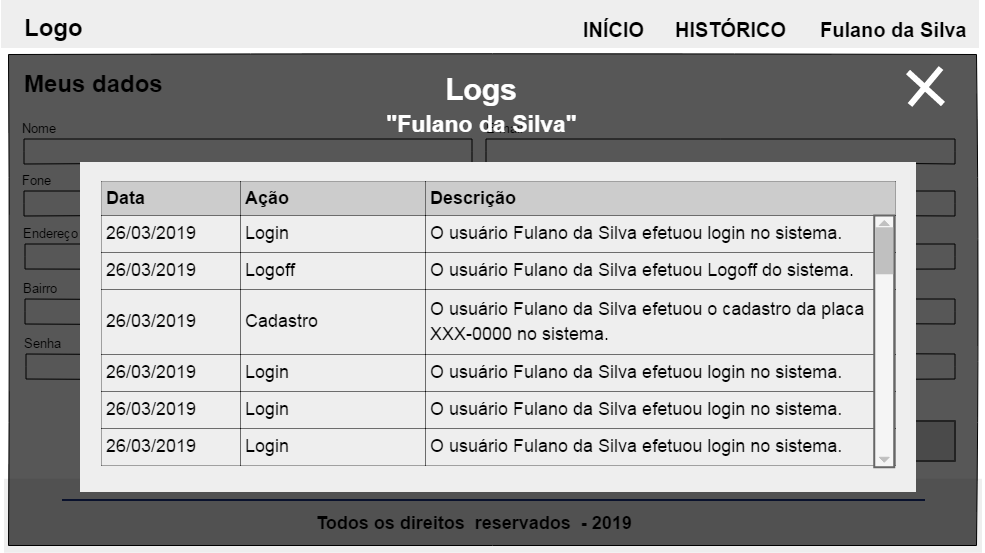 Logo
INÍCIO HISTÓRICO Fulano da Silva
Meus dados
Logs
"Fulano da Silva"
Nome
Fone
Endereço
Bairro
Senha
Data Ação Descrição
26/03/2019 Login O usuário Fulano da Silva efetuou login no sistema.
26/03/2019 Logoff O usuário Fulano da Silva efetuou Logoff do sistema.
26/03/2019 Cadastro O usuário Fulano da Silva efetuou o cadastro da placa
XXX-0000 no sistema.
26/03/2019 Login O usuário Fulano da Silva efetuou login no sistema.
26/03/2019 Login O usuário Fulano da Silva efetuou login no sistema.
26/03/2019 Login O usuário Fulano da Silva efetuou login no sistema.
Todos os direitos reservados - 2019